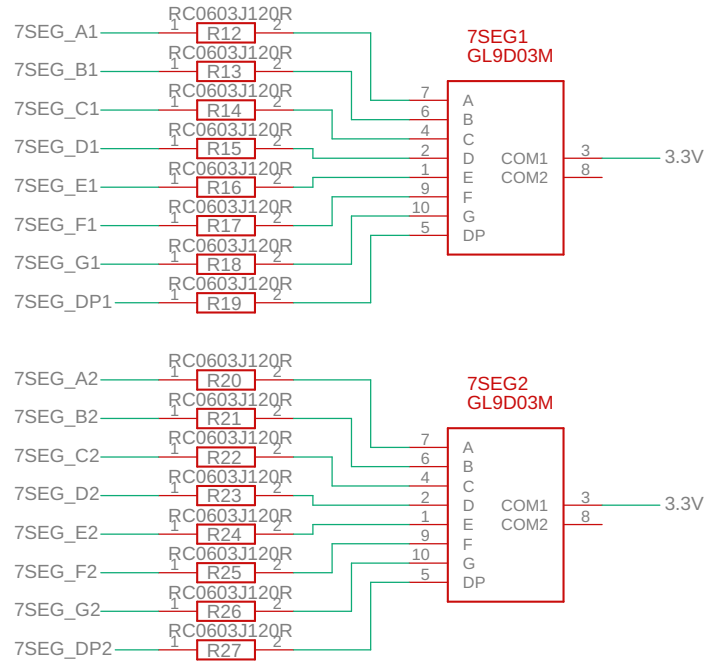 RC0603J120R
7SEG_A1 1 R12 2
7SEG1
GL9D03M
RC0603J120R
7SEG_B1 1 R13 2
7 A
RC0603J120R
7SEG_C1 1 R14 2
6 B
4 C
RC0603J120R
7SEG_D1 1 R15 2
2 D COM1 3 3.3V
RC0603J120R
7SEG_E1 1 R16 2
1 E COM2 8
9 F
RC0603J120R
7SEG_F1 1 R17 2
10 G
5 DP
RC0603J120R
7SEG_G1 1 R18 2
RC0603J120R
7SEG_DP1 1 R19 2
RC0603J120R
7SEG_A2 1 R20 2
7SEG2
GL9D03M
RC0603J120R
7SEG_B2 1 R21 2
7 A
RC0603J120R
7SEG_C2 1 R22 2
6 B
4 C
RC0603J120R
7SEG_D2 1 R23 2
2 D COM1 3 3.3V
RC0603J120R
7SEG_E2 1 R24 2
1 E COM2 8
9 F
RC0603J120R
7SEG_F2 1 R25 2
10 G
5 DP
RC0603J120R
7SEG_G2 1 R26 2
RC0603J120R
7SEG_DP2 1 R27 2